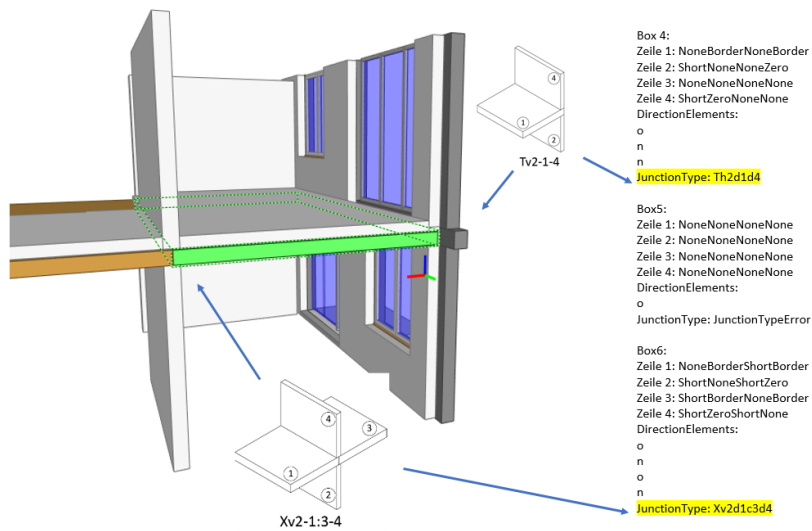 Box 4:
Zeile 1: NoneBorderNoneBorder
Zeile 2: ShortNoneNoneZero
Zeile 3: NoneNoneNoneNone
Zeile 4: ShortZeroNoneNone
DirectionElements:
o
n
n
JunctionType: Th2d1d4
4
1
2
Tv2-1-4
Box5:
Zeile 1: NoneNoneNoneNone
Zeile 2: NoneNoneNoneNone
Zeile 3: NoneNoneNoneNone
Zeile 4: NoneNoneNoneNone
DirectionElements:
o
JunctionType: JunctionTypeError
Box6:
Zeile 1: NoneBorderShortBorder
Zeile 2: ShortNoneShortZero
Zeile 3: ShortBorderNoneBorder
Zeile 4: ShortZeroShortNone
DirectionElements:
o
n
o
n
JunctionType: Xv2d1c3d4
4
3
1
2
Xv2-1:3-4